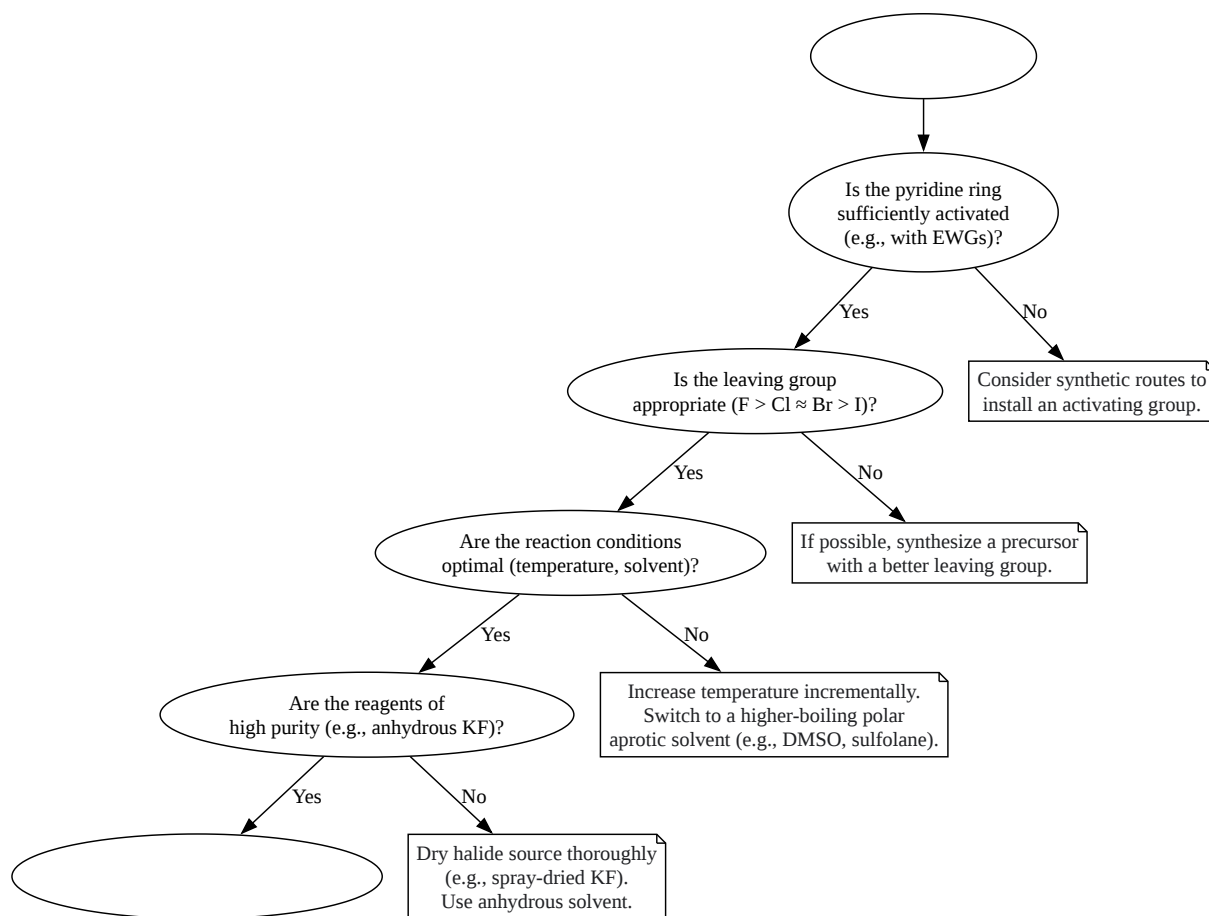 Is the pyridine ring
sufficiently activated
(e.g., with EWGs)?
Yes
No
Is the leaving group
appropriate (F > Cl ≈ Br > I)?
Consider synthetic routes to
install an activating group.
Yes
No
Are the reaction conditions
optimal (temperature, solvent)?
If possible, synthesize a precursor
with a better leaving group.
Yes
No
Are the reagents of
high purity (e.g., anhydrous KF)?
Increase temperature incrementally.
Switch to a higher-boiling polar
aprotic solvent (e.g., DMSO, sulfolane).
Yes
No
Dry halide source thoroughly
(e.g., spray-dried KF).
Use anhydrous solvent.